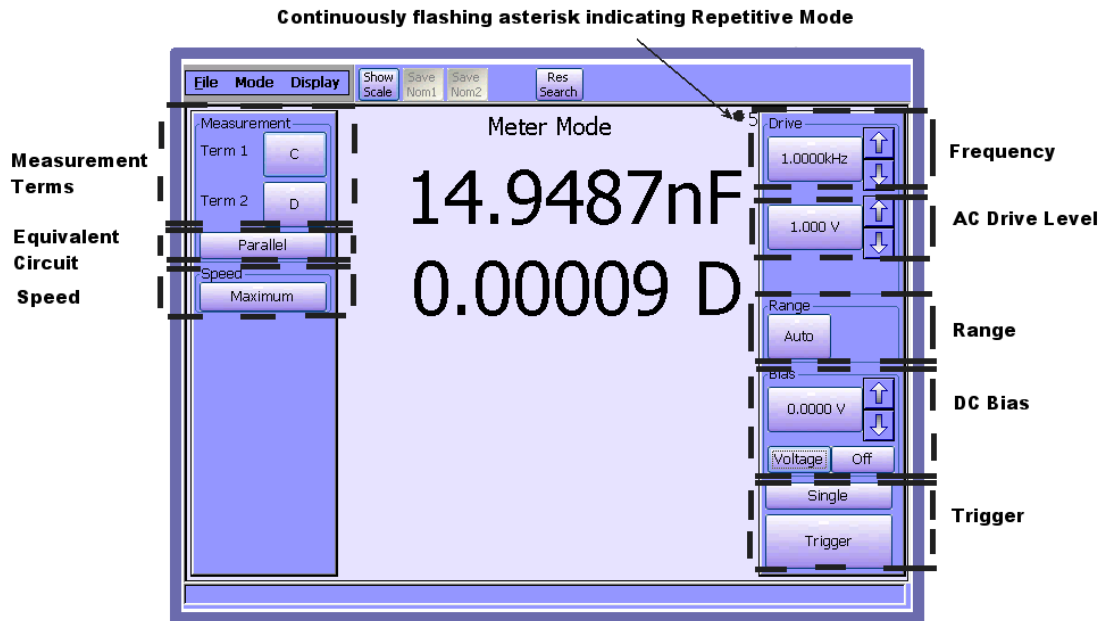 Continuously flashing asterisk indicating Repetitive Mode
File Mode Display
Show Scale
Save Nom1
Save Nom2
Res Search
Measurement Terms
Measurement
Term 1 C
Term 2 D
Equivalent Circuit
Parallel
Speed
Speed
Maximum
Meter Mode
14.9487nF
0.00009 D
5
Drive
1.0000kHz
Frequency
1.000 V
AC Drive Level
Range
Auto
Range
Bias
0.0000 V
DC Bias
Voltage Off
Single
Trigger
Trigger